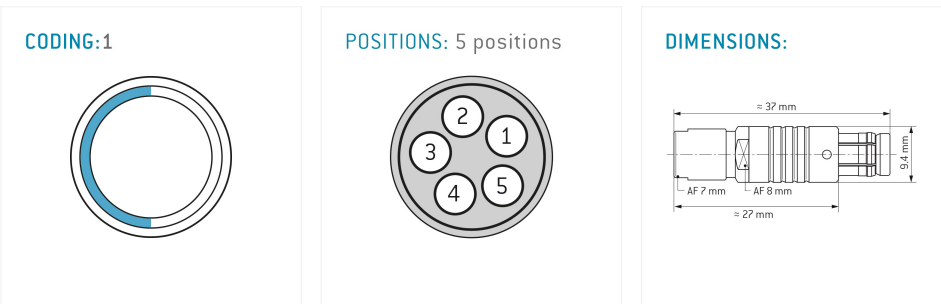 CODING:1
POSITIONS: 5 positions
2
1
3
5
4
DIMENSIONS:
≈ 37 mm
9.4 mm
AF 7 mm
AF 8 mm
≈ 27 mm